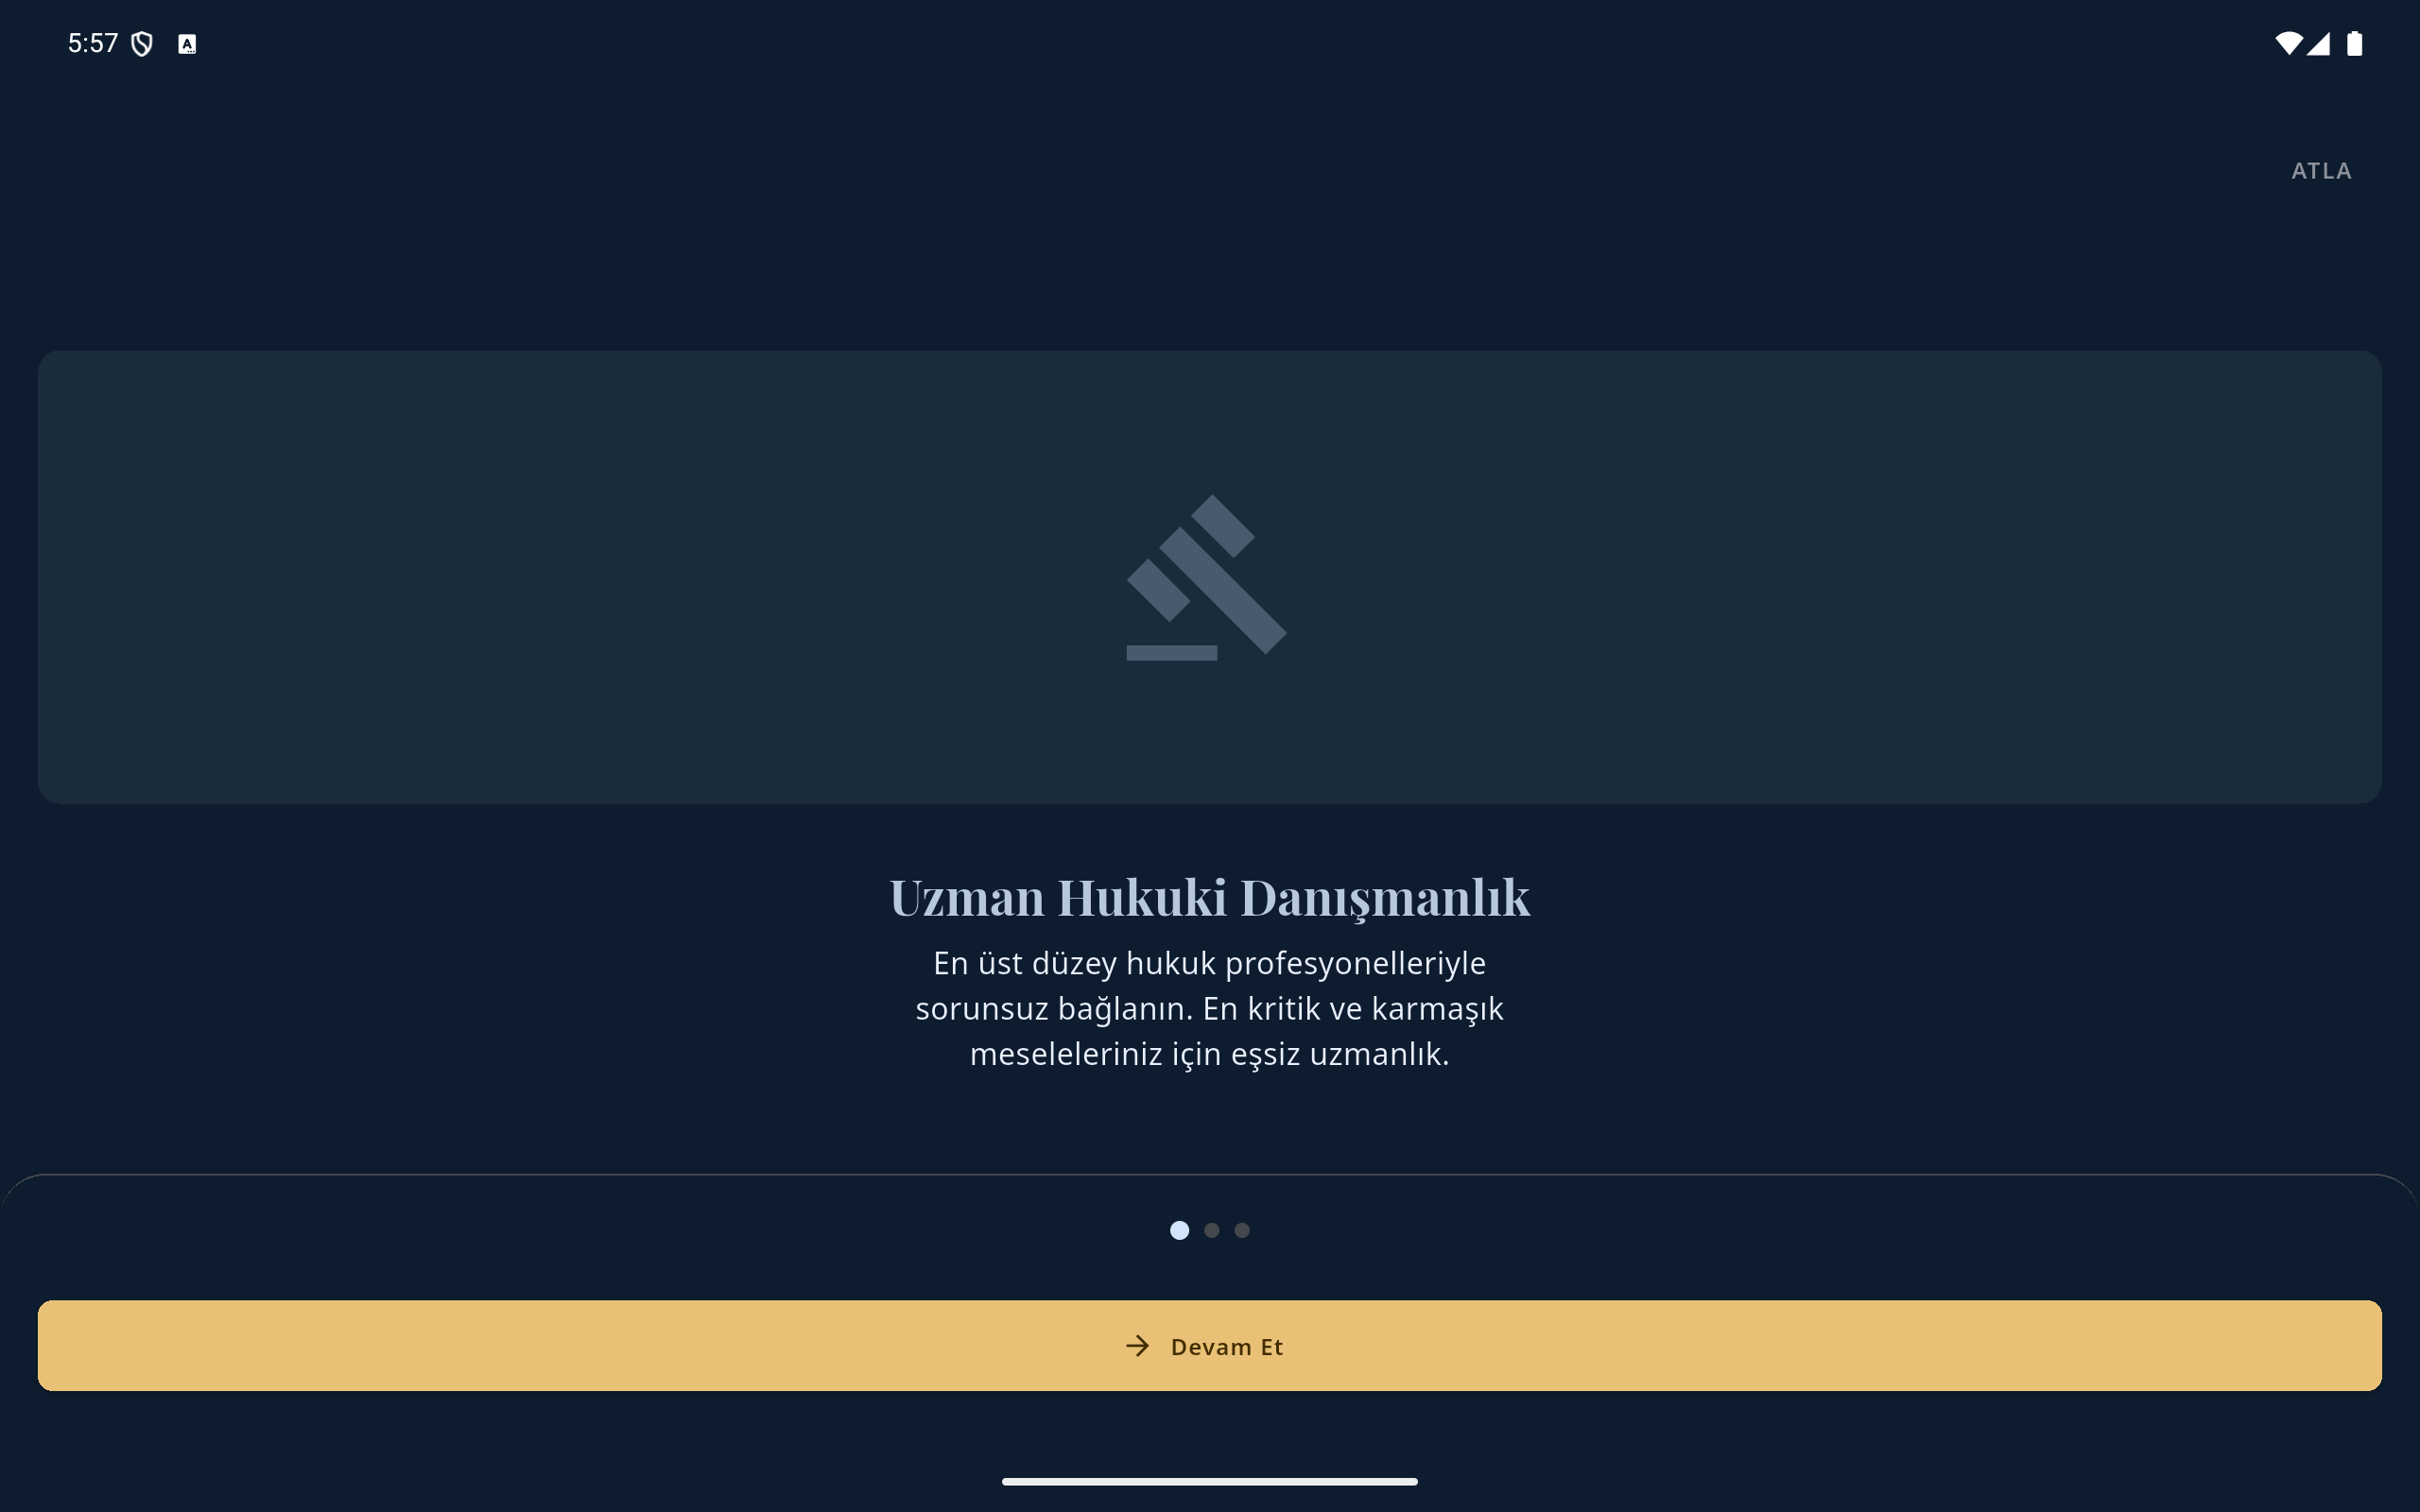 5:57
ATLA
Uzman Hukuki Danışmanlık
En üst düzey hukuk profesyonelleriyle
sorunsuz bağlanın. En kritik ve karmaşık
meseleleriniz için eşsiz uzmanlık.
Devam Et